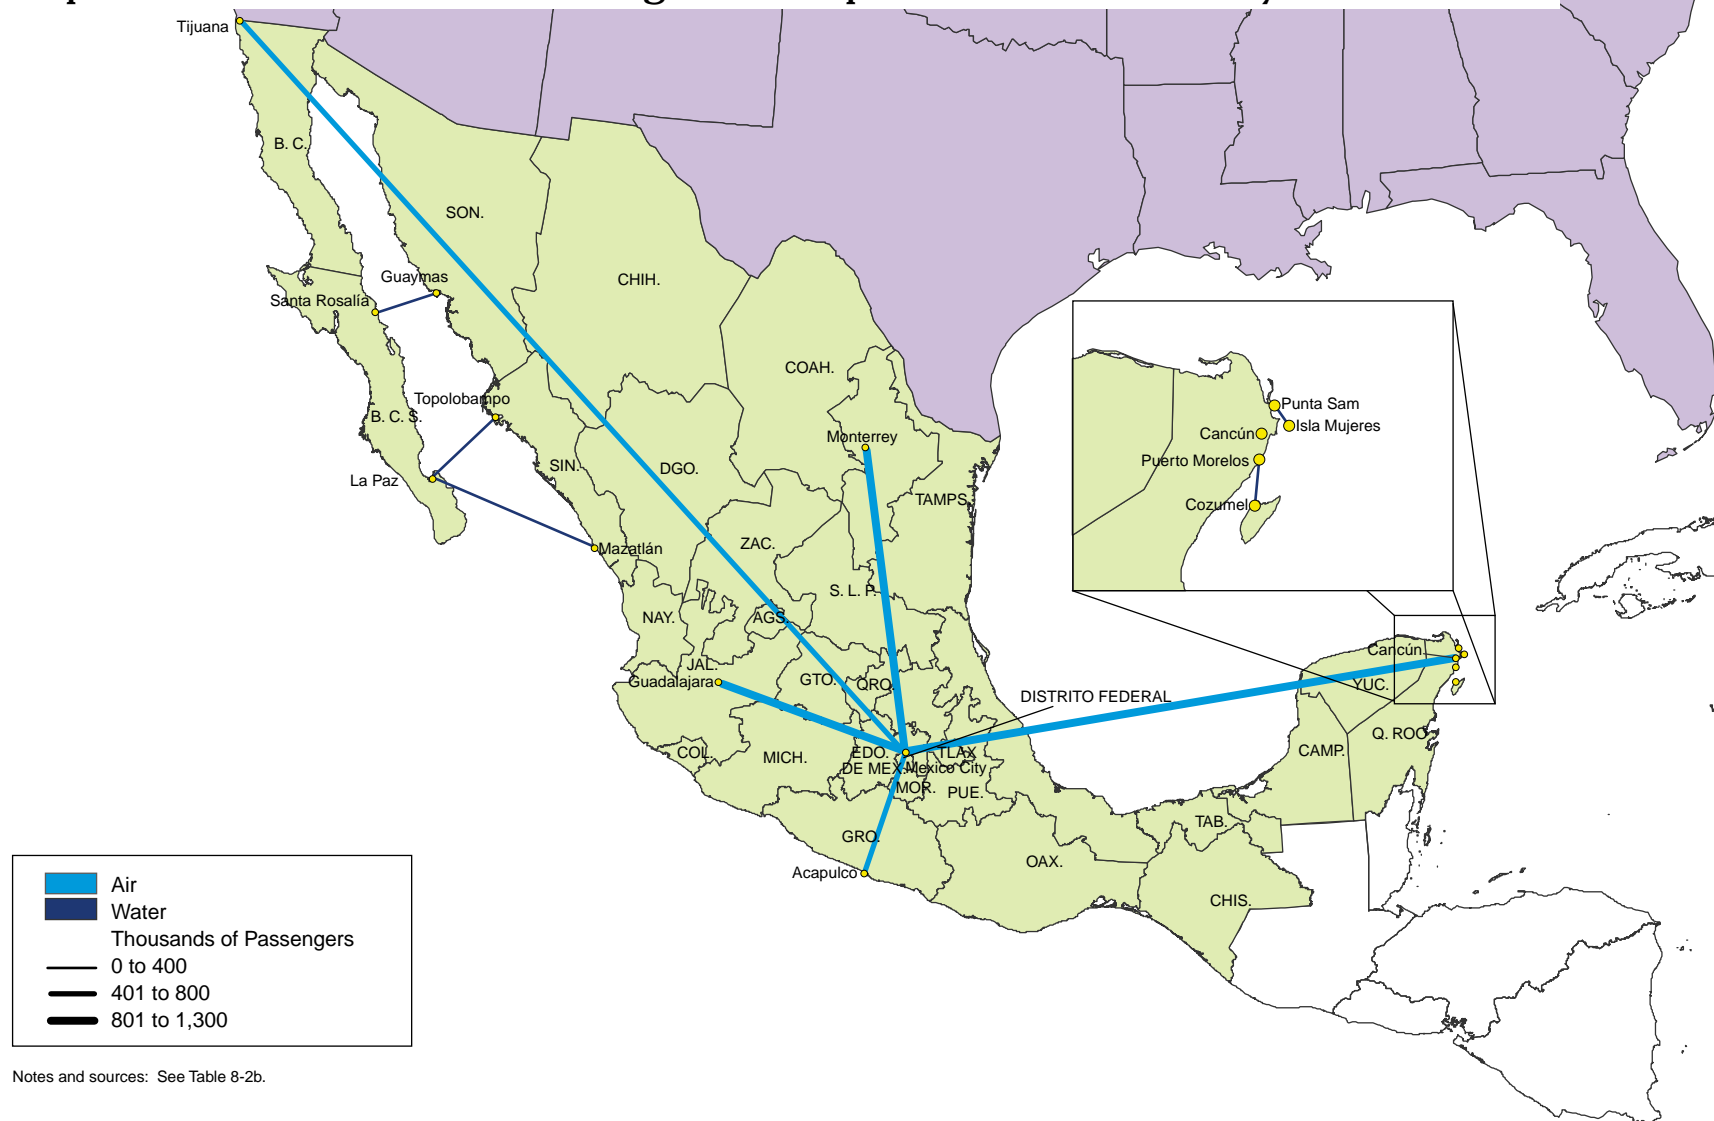 Tijuana
B. C.
SON.
Guaymas
Santa Rosalía
CHIH.
COAH.
Topolobampo
B. C. S.
Monterrey
La Paz
SIN.
DGO.
TAMPS.
Mazatlán
ZAC.
S. L. P.
NAY.
AGS.
JAL.
Guadalajara
GTO.
QRO.
DISTRITO FEDERAL
COL.
MICH.
EDO.
DE MEX.
TLAX
Mexico City
MOR.
PUE.
GRO.
Acapulco
OAX.
TAB.
CHIS.
CAMP.
Q. ROO
YUC.
Cancún
Punta Sam
Isla Mujeres
Cancún
Puerto Morelos
Cozumel
Air
Water
Thousands of Passengers
0 to 400
401 to 800
801 to 1,300
Notes and sources: See Table 8-2b.